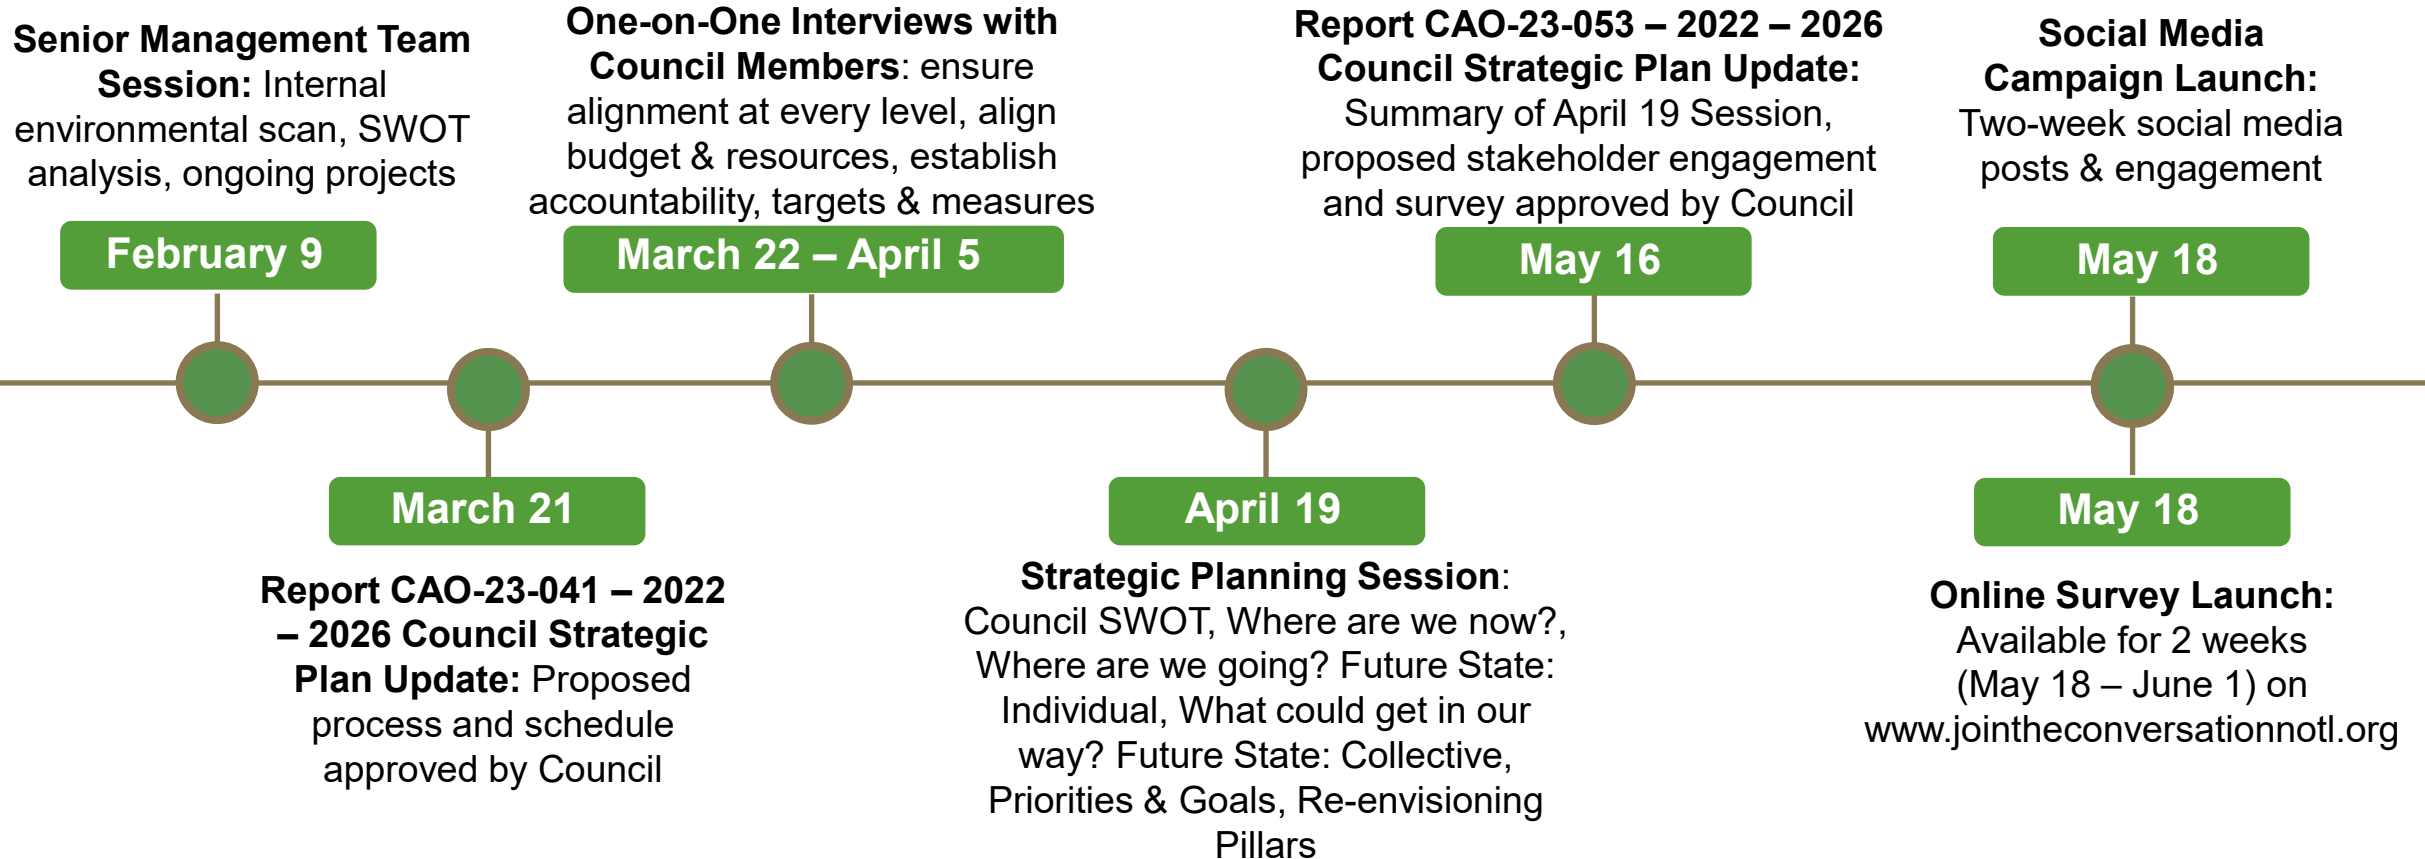 Senior Management Team
Session: Internal
environmental scan, SWOT
analysis, ongoing projects
February 9
One-on-One Interviews with
Council Members: ensure
alignment at every level, align
budget & resources, establish
accountability, targets & measures
March 22 – April 5
Report CAO-23-053 – 2022 – 2026
Council Strategic Plan Update:
Summary of April 19 Session,
proposed stakeholder engagement
and survey approved by Council
May 16
Social Media
Campaign Launch:
Two-week social media
posts & engagement
May 18
March 21
Report CAO-23-041 – 2022
– 2026 Council Strategic
Plan Update: Proposed
process and schedule
approved by Council
April 19
Strategic Planning Session:
Council SWOT, Where are we now?,
Where are we going? Future State:
Individual, What could get in our
way? Future State: Collective,
Priorities & Goals, Re-envisioning
Pillars
May 18
Online Survey Launch:
Available for 2 weeks
(May 18 – June 1) on
www.jointheconversationnotl.org